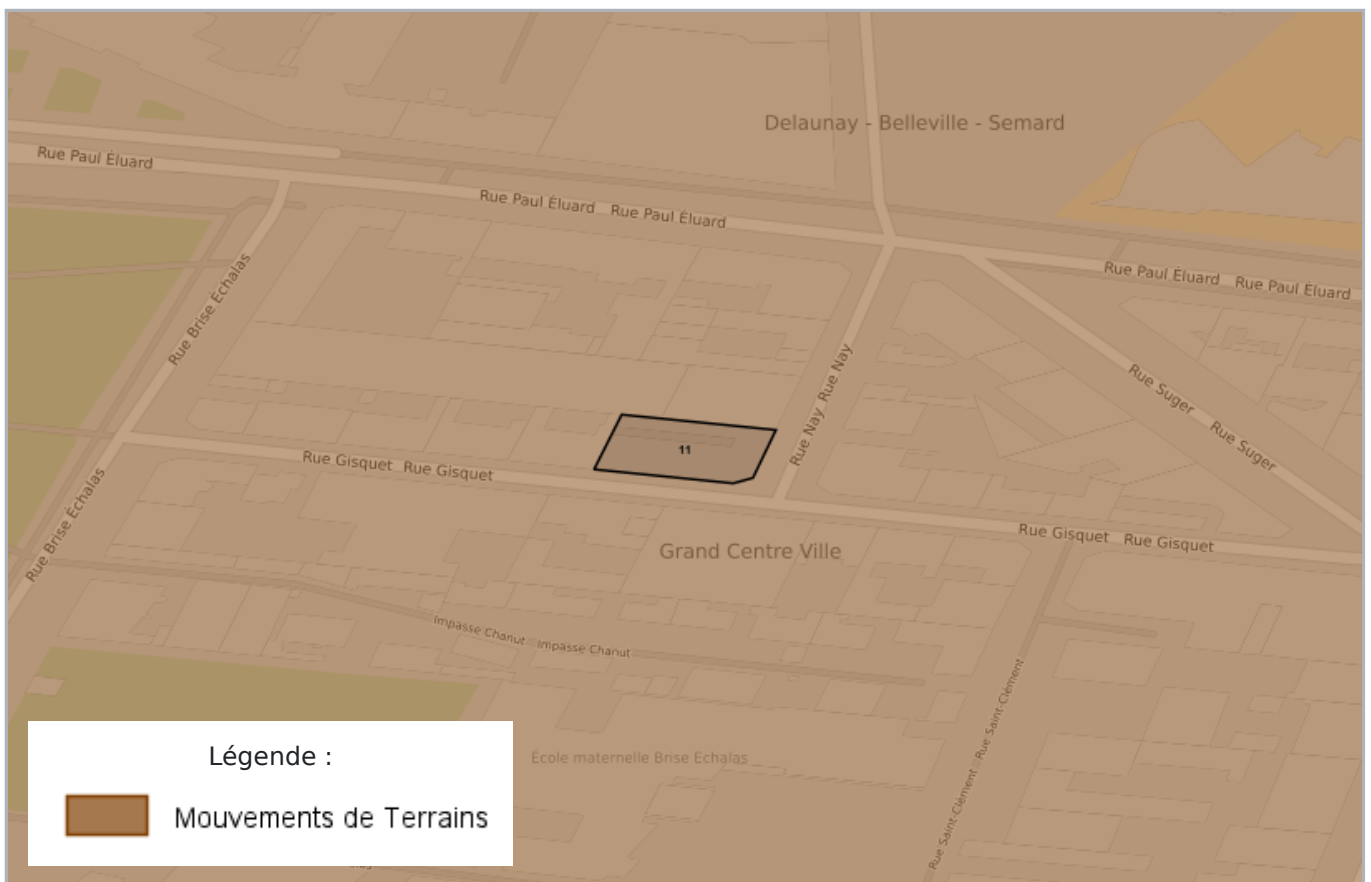 Delaunay - Belleville - Semard
Rue Paul Éluard
Rue Paul Éluard Rue Paul Éluard
Rue Paul Éluard Rue Paul Éluard
Rue Brise Échalas
Rue Nay Rue Nay
Rue Suger Rue Suger
11
Rue Gisquet Rue Gisquet
Rue Brise Échalas
Rue Gisquet Rue Gisquet
Grand Centre Ville
Impasse Chanut Impasse Chanut
Rue Saint-Clément Rue Saint-Clément
École maternelle Brise Echalas
Légende :
Mouvements de Terrains